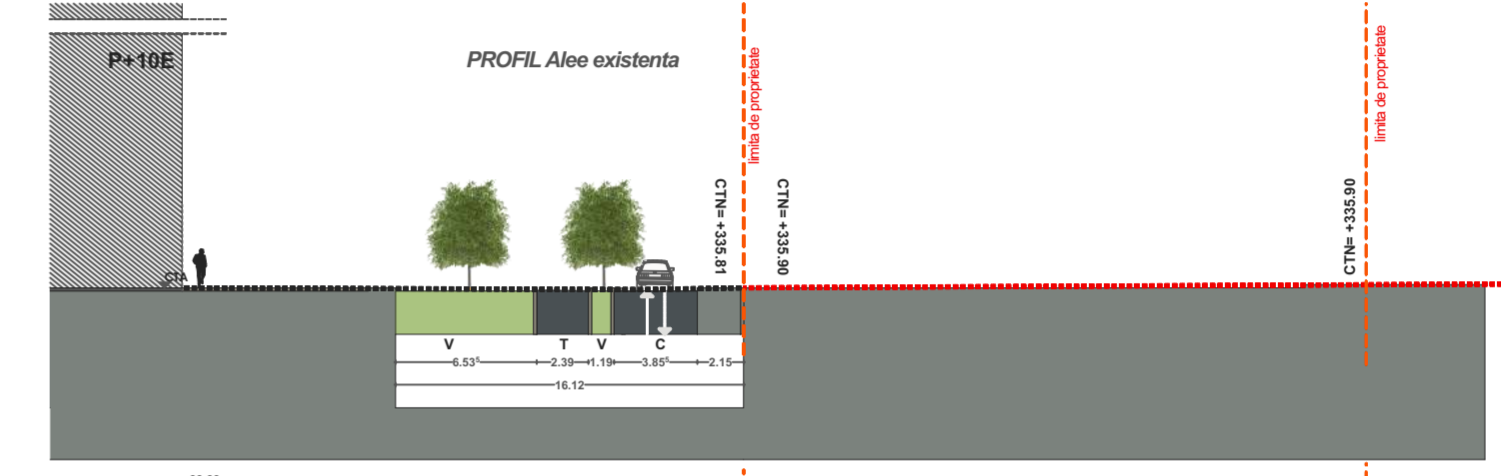 P+10E
PROFIL Alee existenta
limita de proprietate
limita de proprietate
CTN= +335.81
CTN= +335.90
CTN= +335.90
CTA
V T V C
6.53⁵ 2.39 1.19 3.85⁵ 2.15
16.12